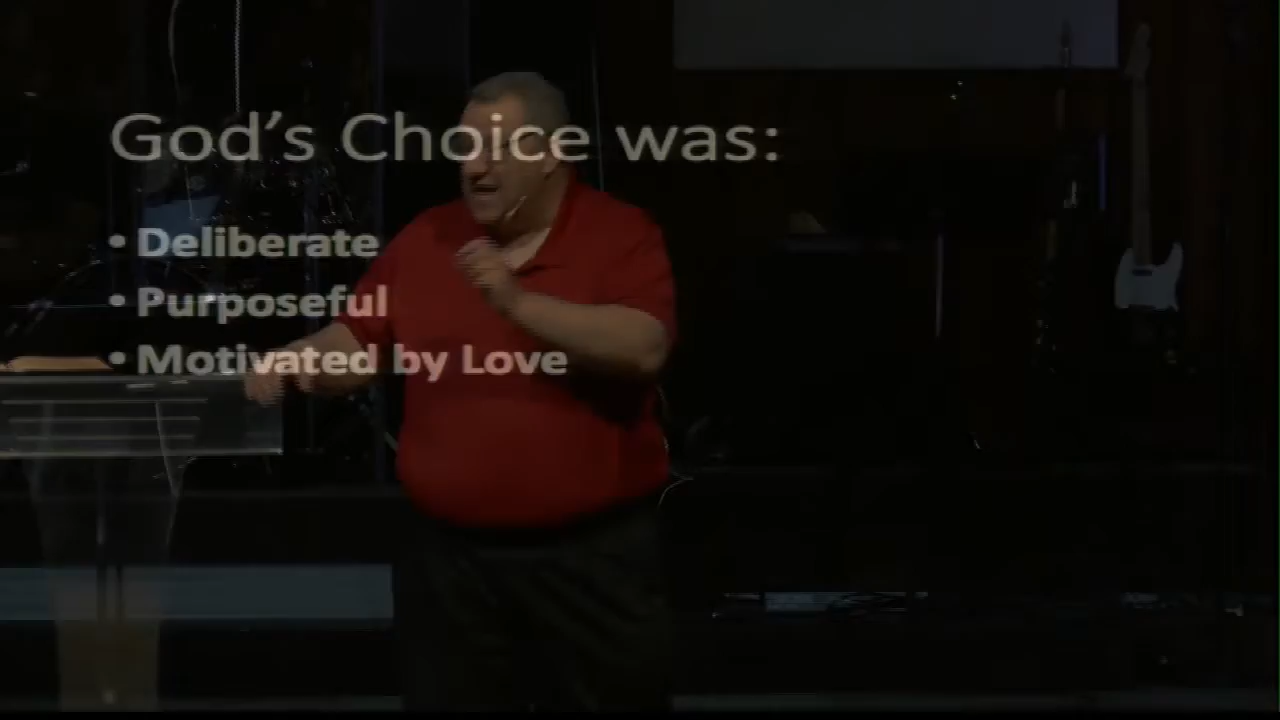 God's Choice was:
• Deliberate
• Purposeful
• Motivated by Love